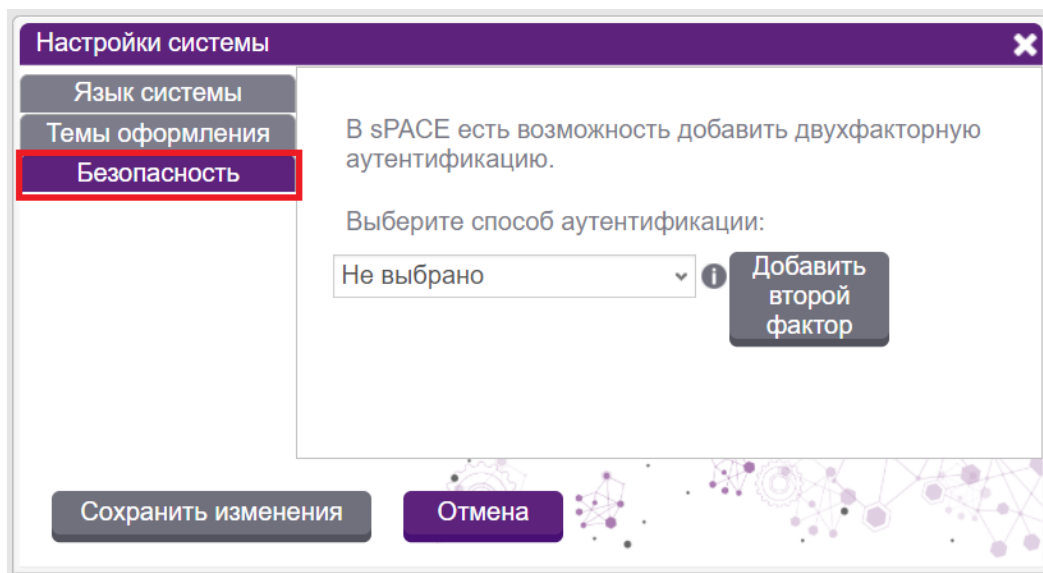 Настройки системы
Язык системы
Темы оформления
Безопасность
В sPACE есть возможность добавить двухфакторную
аутентификацию.
Выберите способ аутентификации:
Не выбрано
Добавить
второй
фактор
Сохранить изменения
Отмена